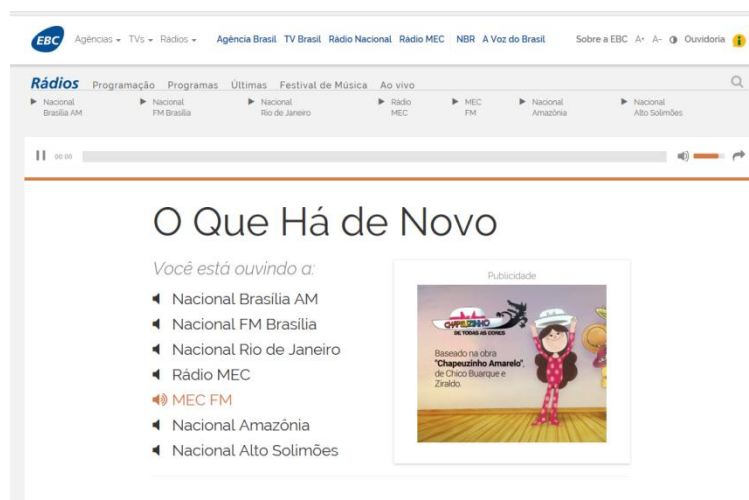 EBC Agências TVs Rádios Agência Brasil TV Brasil Rádio Nacional Rádio MEC NBR A Voz do Brasil Sobre a EBC A+ A- Ouvidoria i
Rádios Programação Programas Últimas Festival de Música Ao vivo
Nacional Nacional Nacional Rádio MEC Nacional Nacional
Brasília AM FM Brasília Rio de Janeiro MEC FM Amazônia Alto Solimões
00:00
O Que Há de Novo
Você está ouvindo a:
Nacional Brasília AM
Nacional FM Brasília
Nacional Rio de Janeiro
Rádio MEC
MEC FM
Nacional Amazônia
Nacional Alto Solimões
Publicidade
CHAPEUZINHO
DE TODAS AS CORES
Baseado na obra
"Chapeuzinho Amarelo",
de Chico Buarque e
Ziraldo.